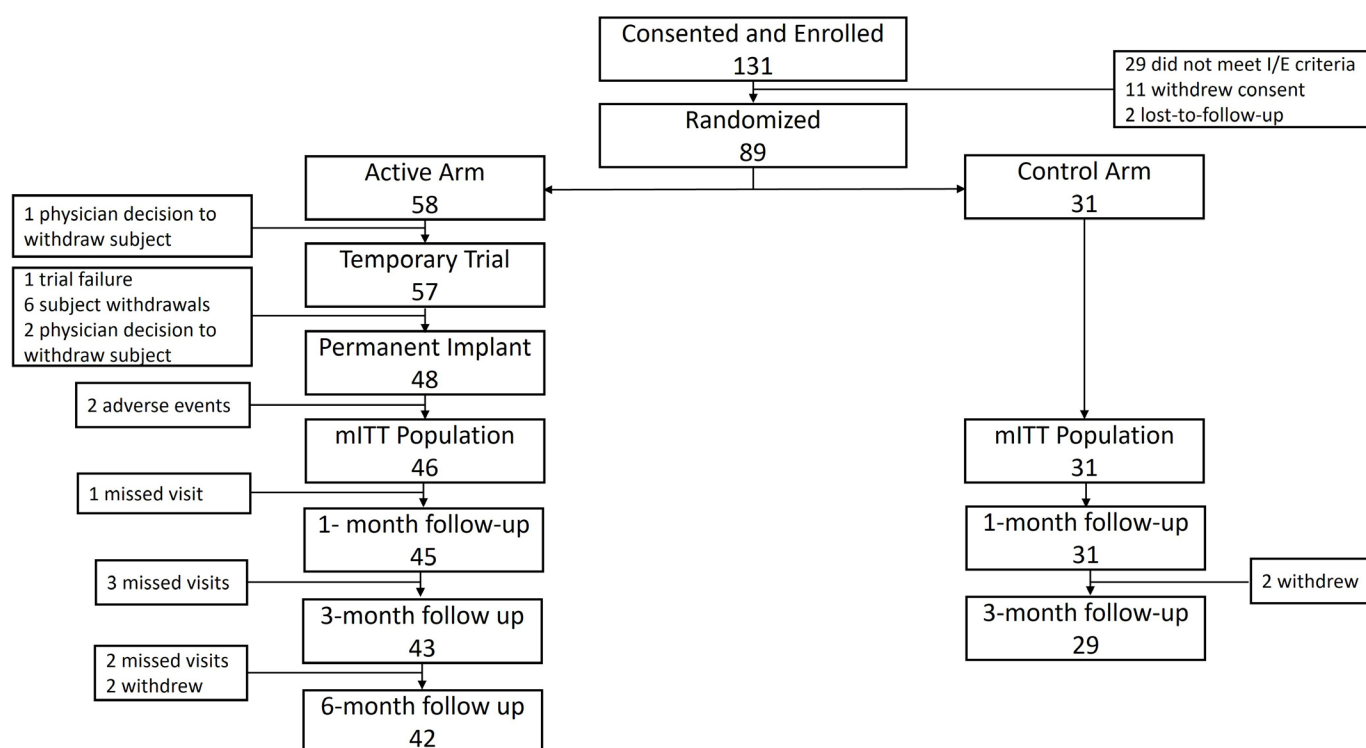 Consented and Enrolled
131
29 did not meet I/E criteria
11 withdrew consent
2 lost-to-follow-up
Randomized
89
Active Arm
58
Control Arm
31
1 physician decision to
withdraw subject
Temporary Trial
57
1 trial failure
6 subject withdrawals
2 physician decision to
withdraw subject
Permanent Implant
48
2 adverse events
mITT Population
46
mITT Population
31
1 missed visit
1- month follow-up
45
1-month follow-up
31
3 missed visits
2 withdrew
3-month follow up
43
3-month follow-up
29
2 missed visits
2 withdrew
6-month follow up
42